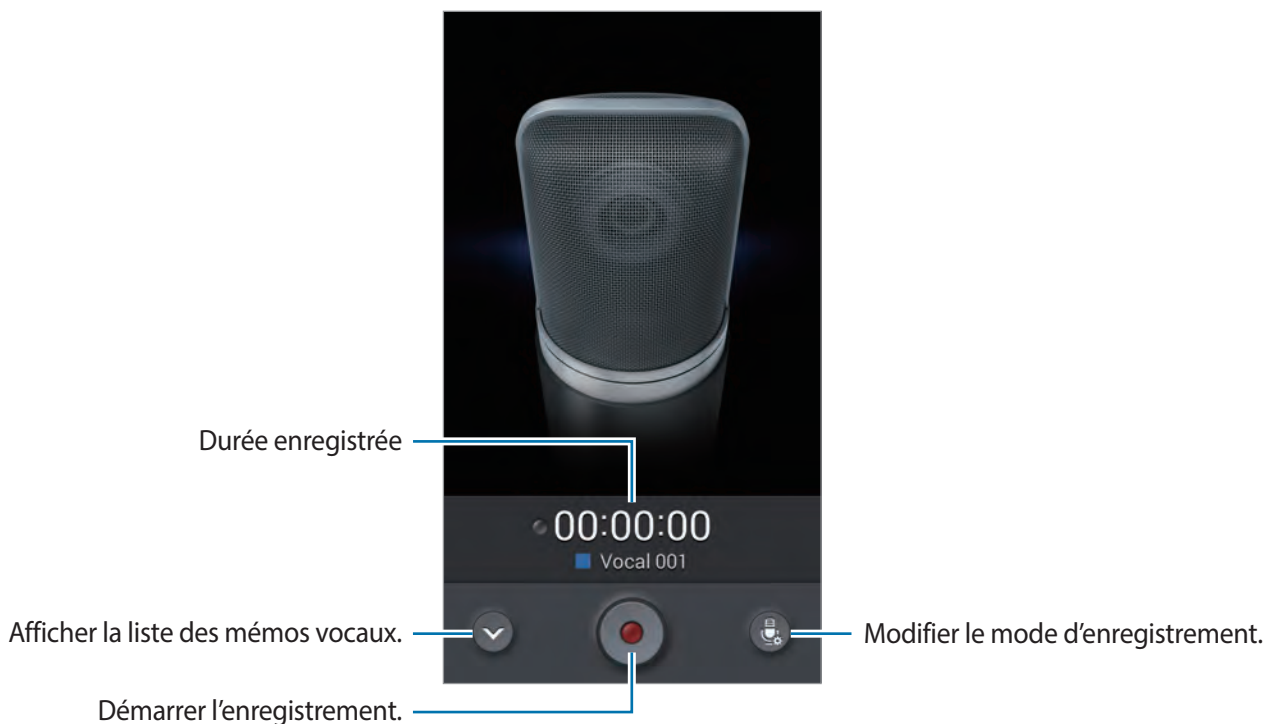 Durée enregistrée
00:00:00
Vocal 001
Afficher la liste des mémos vocaux.
Modifier le mode d’enregistrement.
Démarrer l’enregistrement.